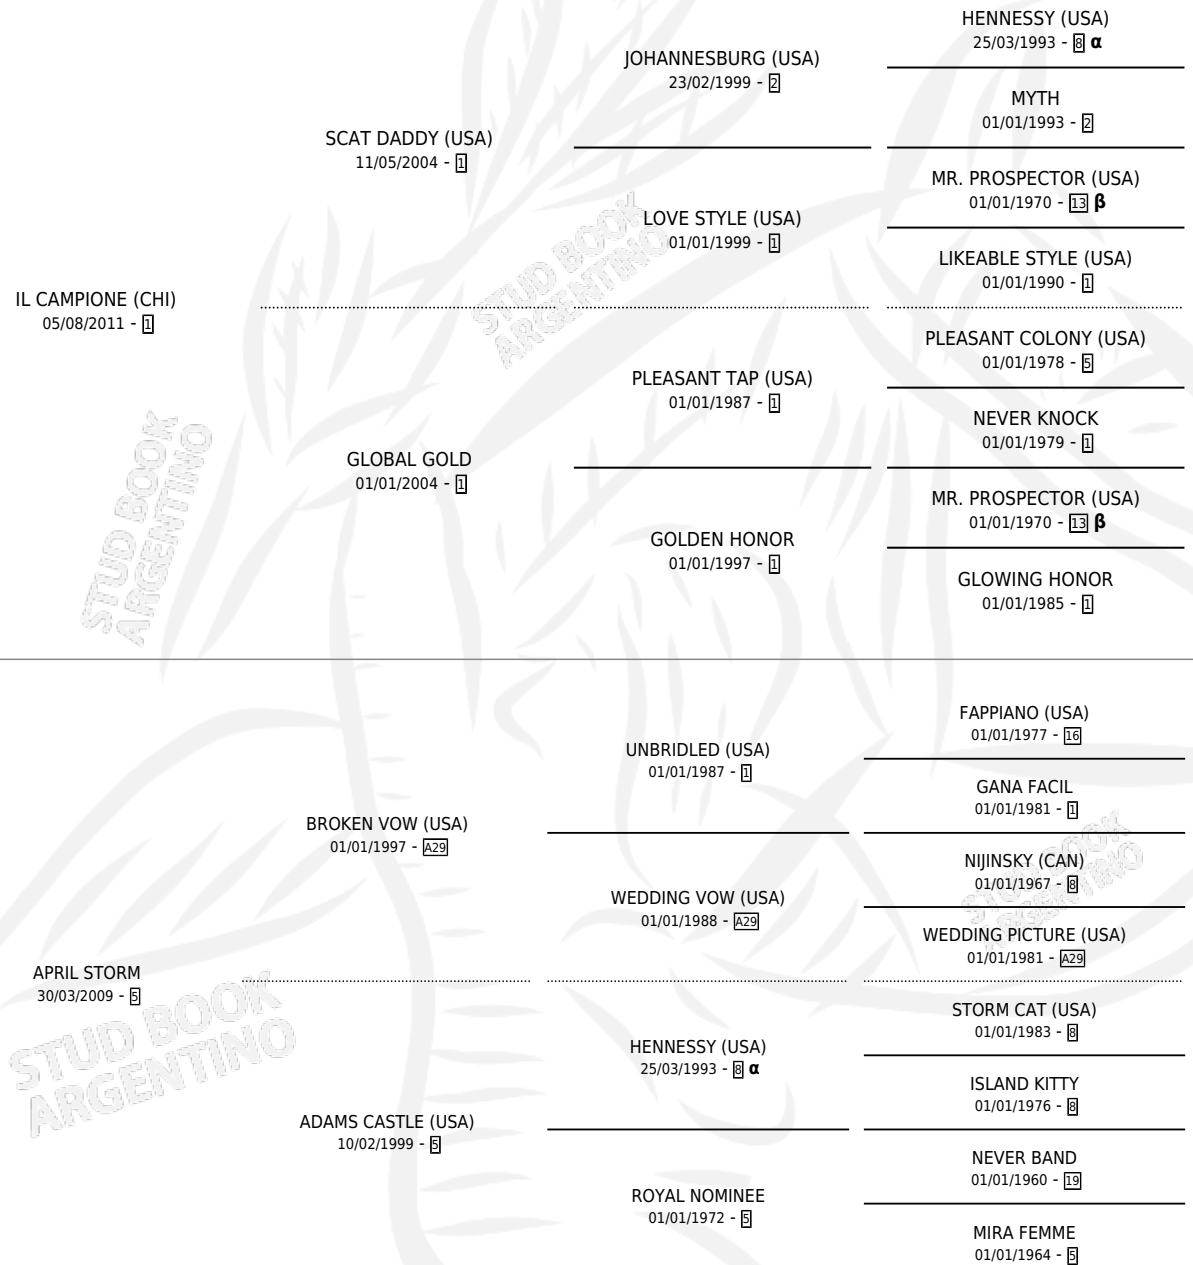 HENNESSY (USA)
25/03/1993 - 8 α
JOHANNESBURG (USA)
23/02/1999 - 2
MYTH
01/01/1993 - 2
SCAT DADDY (USA)
11/05/2004 - 1
MR. PROSPECTOR (USA)
01/01/1970 - 13 β
LOVE STYLE (USA)
01/01/1999 - 1
LIKEABLE STYLE (USA)
01/01/1990 - 1
IL CAMPIONE (CHI)
05/08/2011 - 1
PLEASANT COLONY (USA)
01/01/1978 - 5
PLEASANT TAP (USA)
01/01/1987 - 1
NEVER KNOCK
01/01/1979 - 1
GLOBAL GOLD
01/01/2004 - 1
MR. PROSPECTOR (USA)
01/01/1970 - 13 β
GOLDEN HONOR
01/01/1997 - 1
GLOWING HONOR
01/01/1985 - 1
FAPPIANO (USA)
01/01/1977 - 16
UNBRIDLED (USA)
01/01/1987 - 1
GANA FACIL
01/01/1981 - 1
BROKEN VOW (USA)
01/01/1997 - A29
NIJINSKY (CAN)
01/01/1967 - 8
WEDDING VOW (USA)
01/01/1988 - A29
WEDDING PICTURE (USA)
01/01/1981 - A29
APRIL STORM
30/03/2009 - 5
STORM CAT (USA)
01/01/1983 - 8
HENNESSY (USA)
25/03/1993 - 8 α
ISLAND KITTY
01/01/1976 - 8
ADAMS CASTLE (USA)
10/02/1999 - 5
NEVER BAND
01/01/1960 - 19
ROYAL NOMINEE
01/01/1972 - 5
MIRA FEMME
01/01/1964 - 5
STUD BOOK
ARGENTINO
STUD BOOK
ARGENTINO
STUD BOOK
ARGENTINO
STUD BOOK
ARGENTINO